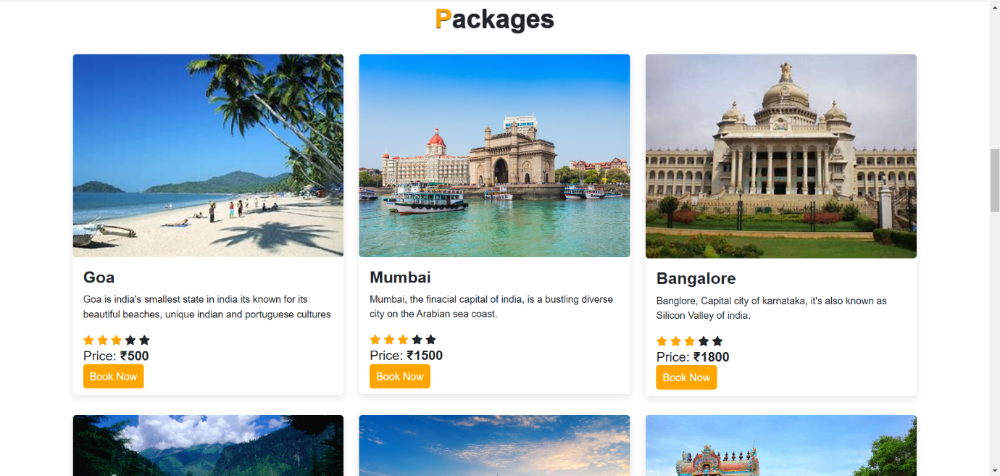 Packages
Goa
Goa is india's smallest state in india its known for its
beautiful beaches, unique indian and portuguese cultures
Price: ₹500
Book Now
Mumbai
Mumbai, the finacial capital of india, is a bustling diverse
city on the Arabian sea coast.
Price: ₹1500
Book Now
Bangalore
Banglore, Capital city of karnataka, it's also known as
Silicon Valley of india.
Price: ₹1800
Book Now